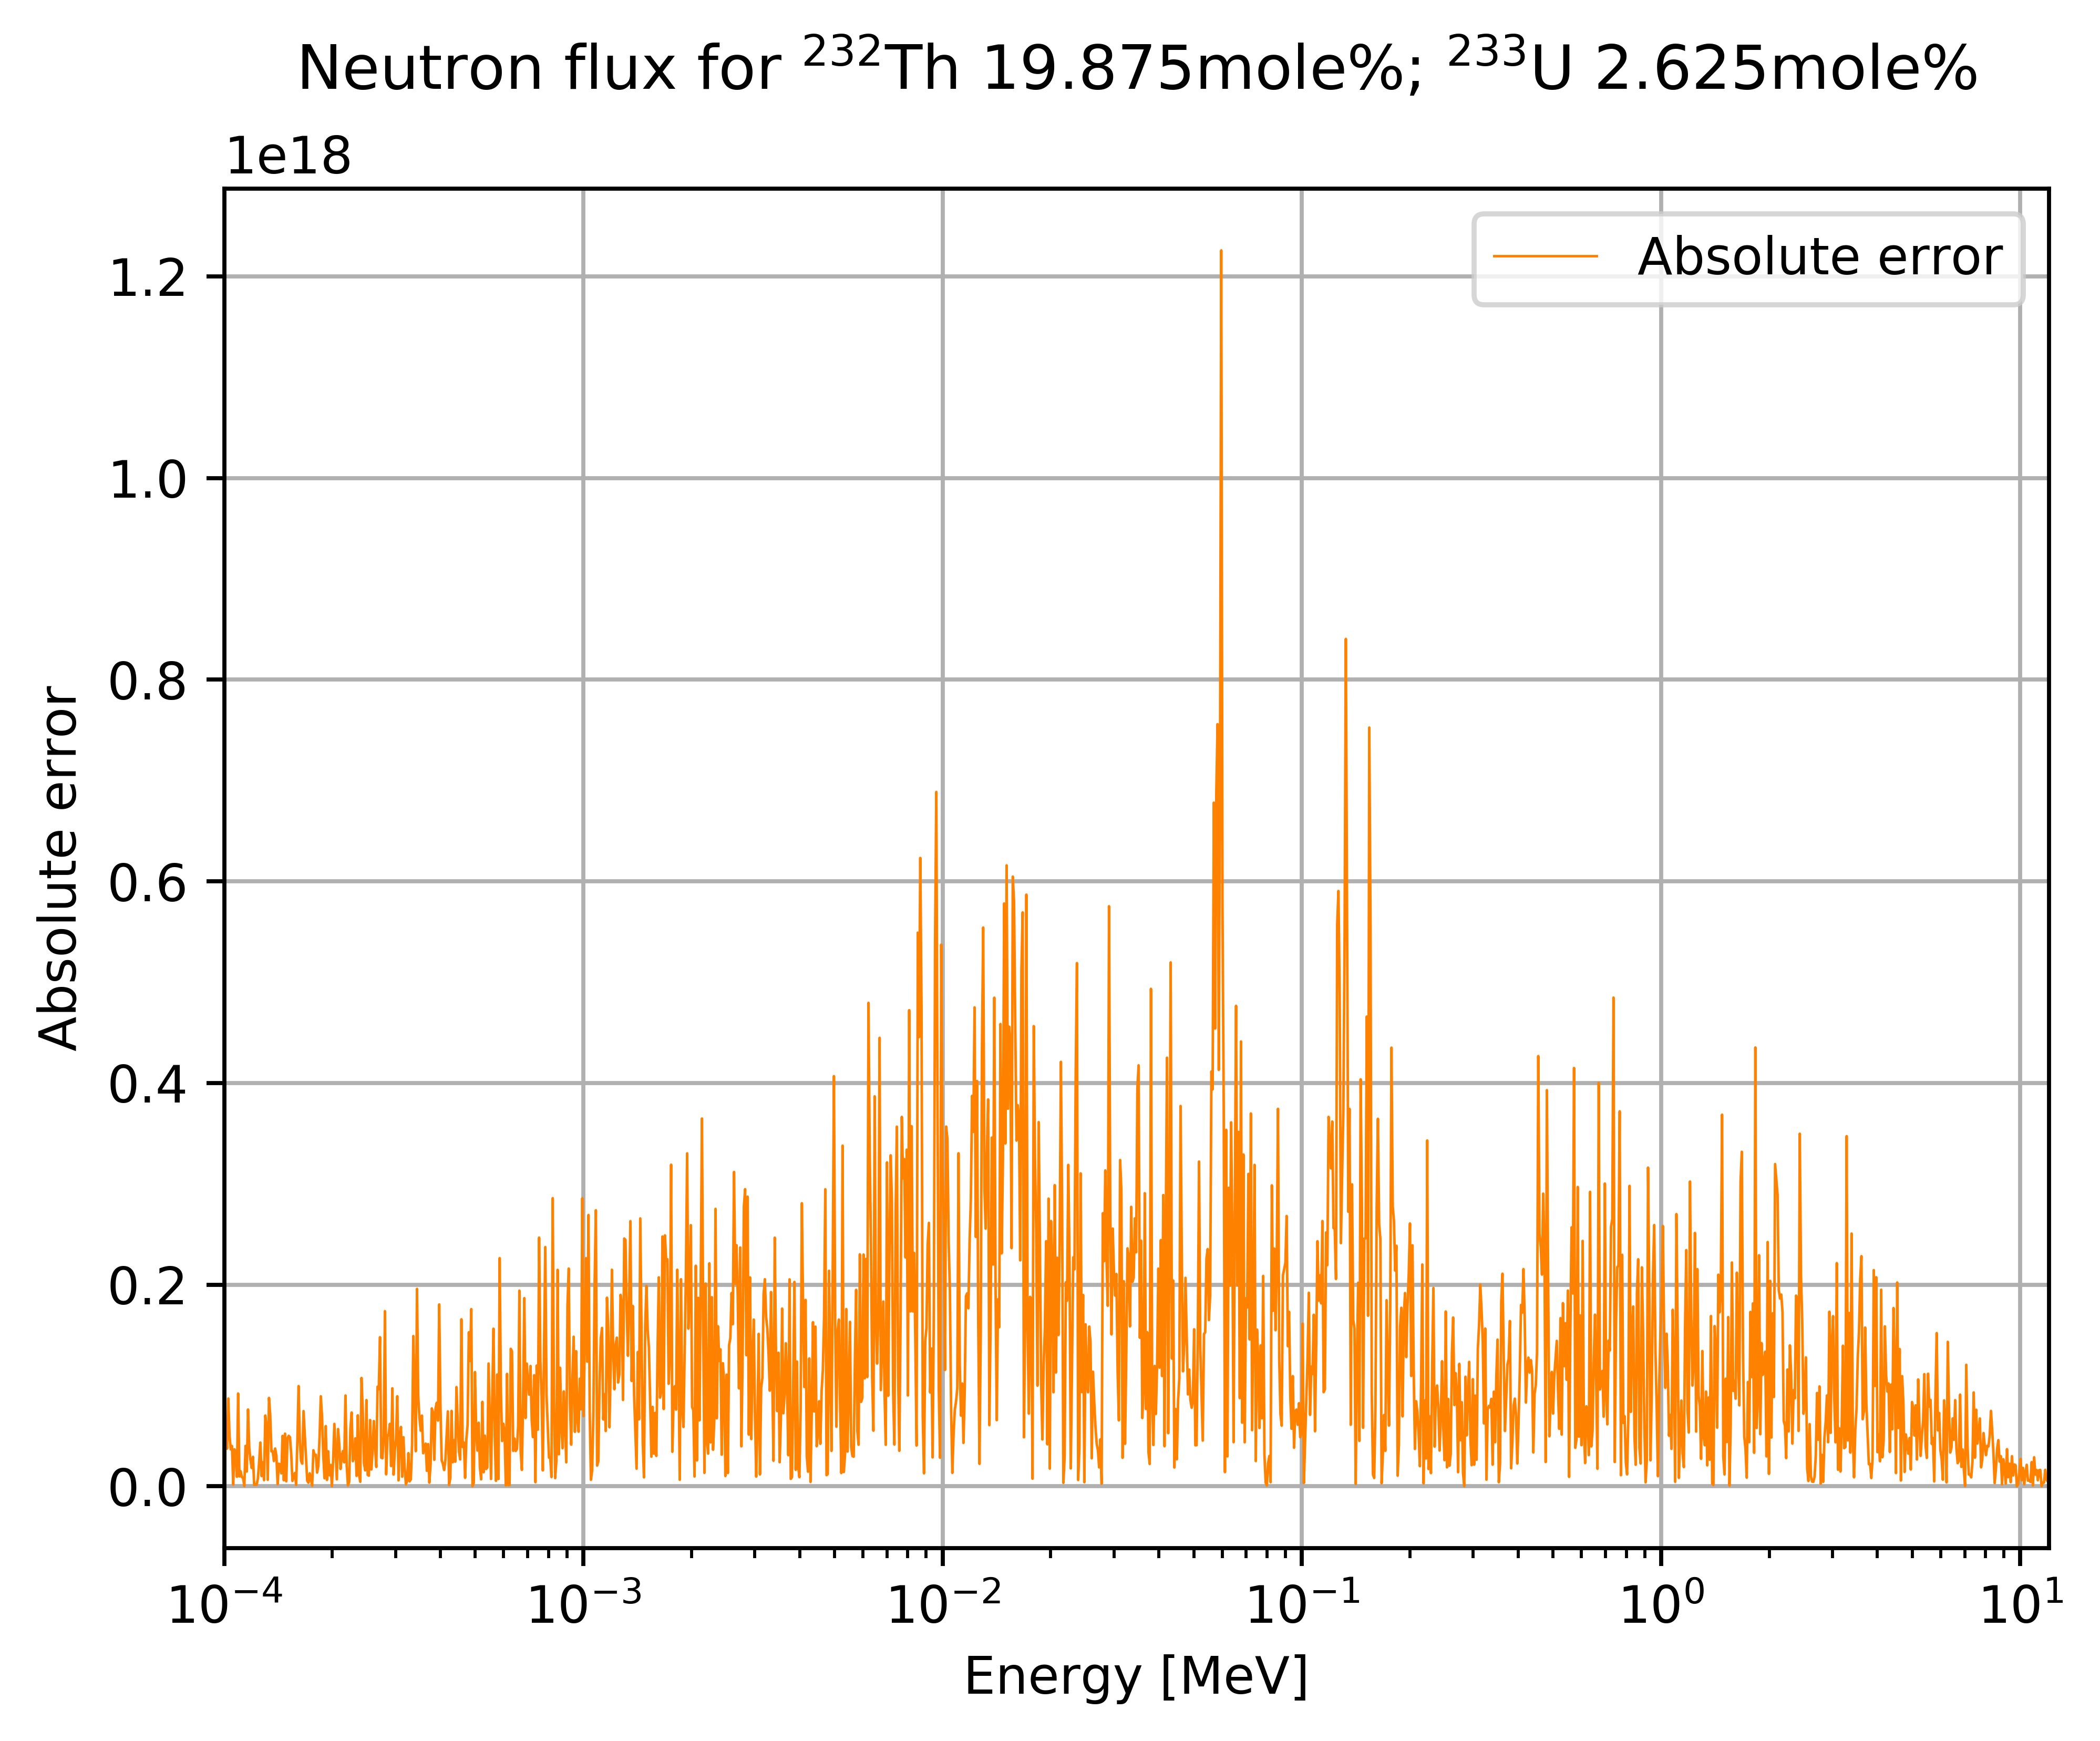 Neutron flux for ²³²Th 19.875mole%; ²³³U 2.625mole%
1e18
Absolute error
1.2
1.0
0.8
0.6
0.4
0.2
0.0
Absolute error
10⁻⁴ 10⁻³ 10⁻² 10⁻¹ 10⁰ 10¹
Energy [MeV]